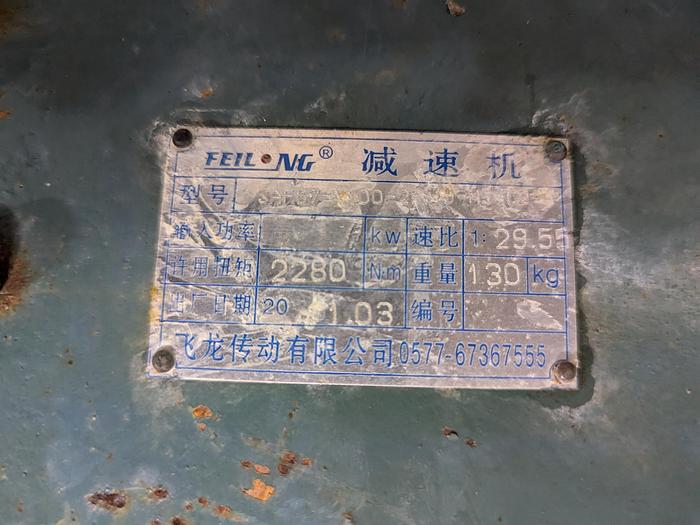 FEILONG® 减速机
型号
输入功率 kw 速比 1: 29.55
许用扭矩 2280 N·m 重量 130 kg
出厂日期 20 1.03 编号
飞龙传动有限公司0577-67367555